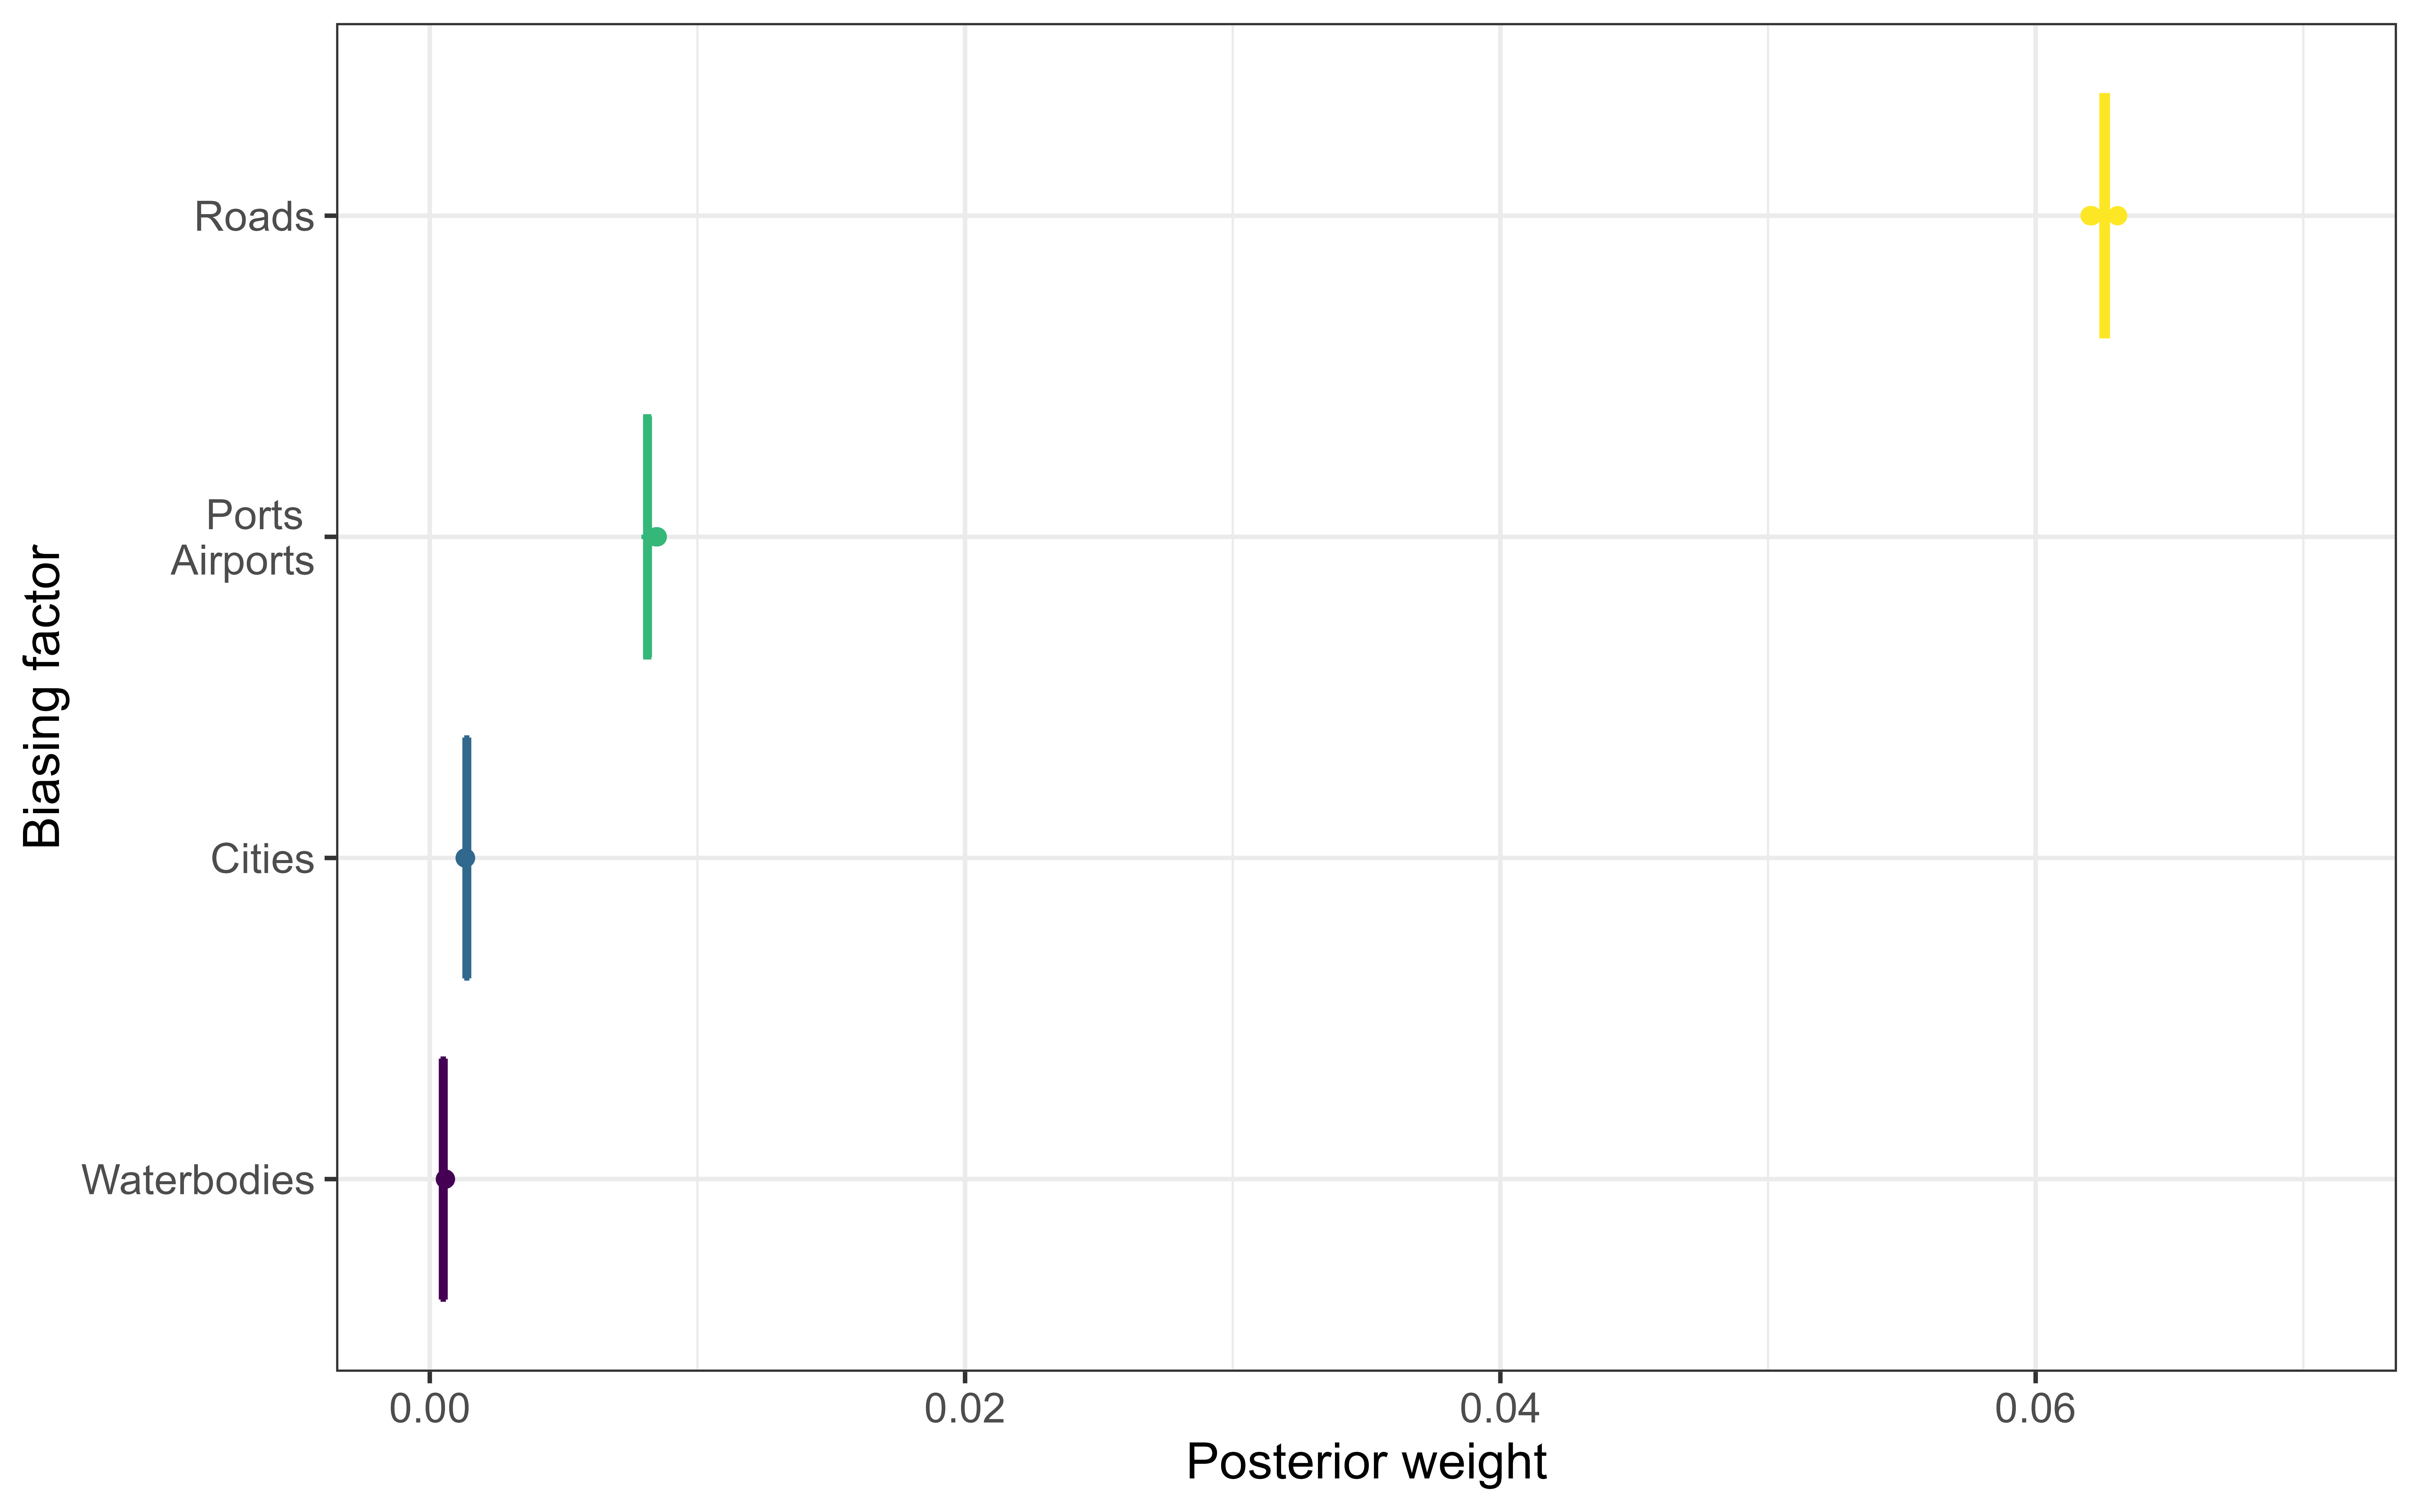 Biasing factor
Roads
Ports
Airports
Cities
Waterbodies
0.00
0.02
0.04
0.06
Posterior weight